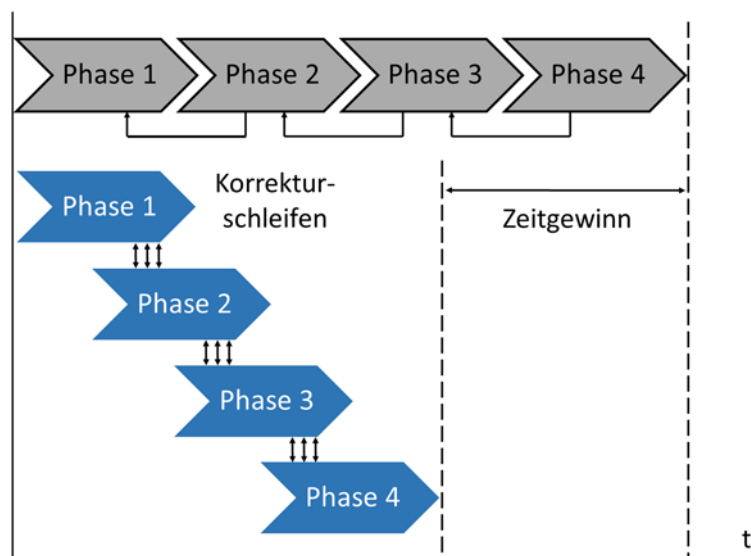 Phase 1
Phase 2
Phase 3
Phase 4
Phase 1
Korrektur-
schleifen
Zeitgewinn
Phase 2
Phase 3
Phase 4
t